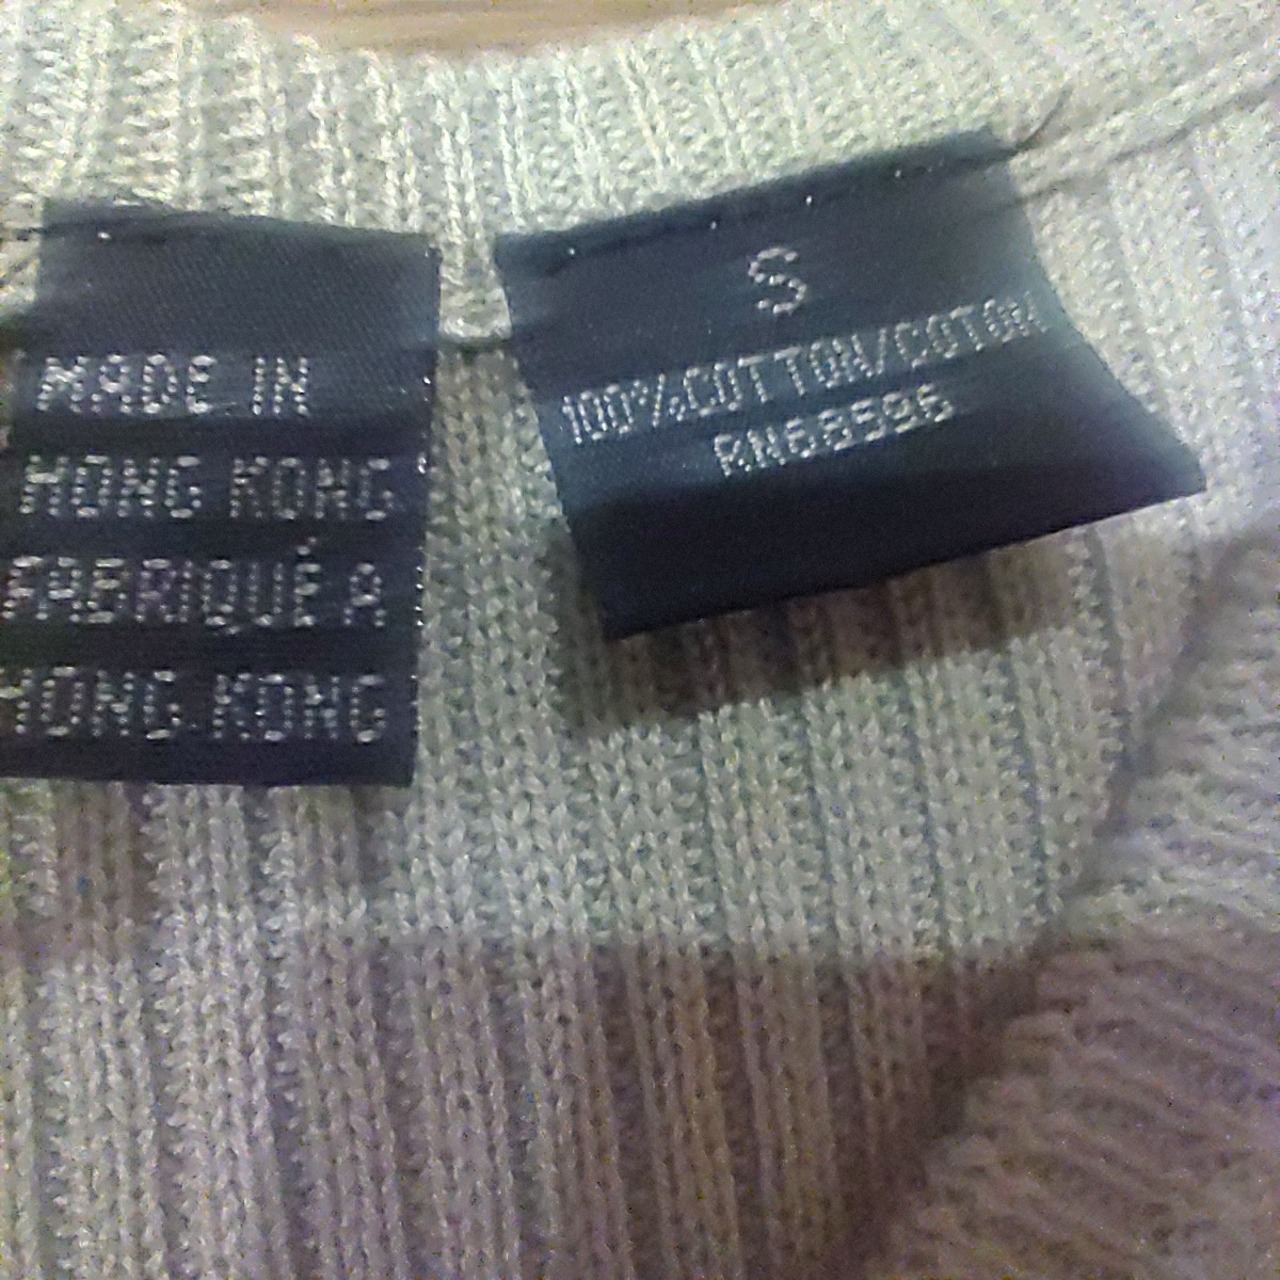 MADE IN
HONG KONG
FABRIQUÉ A
HONG KONG
S
100%COTTON/COTON
RN68596